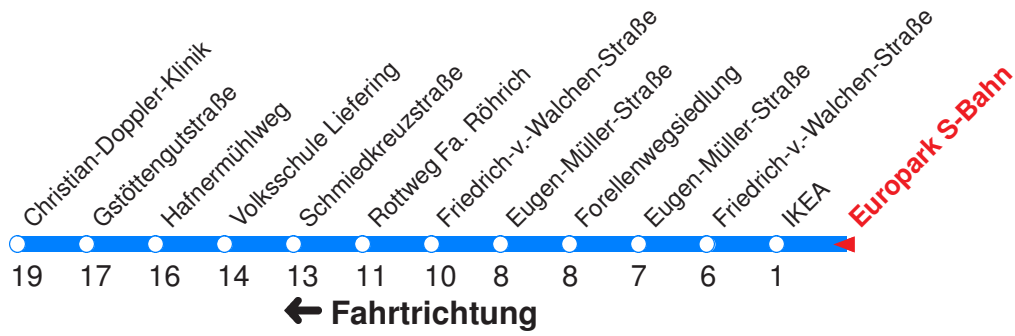 Christian-Doppler-Klinik
Gstöttengutstraße
Hafnermühlweg
Volksschule Liefering
Schmiedkreuzstraße
Rottweg Fa. Röhrich
Friedrich-v.-Walchen-Straße
Eugen-Müller-Straße
Forellenwegsiedlung
Eugen-Müller-Straße
Friedrich-v.-Walchen-Straße
IKEA
Europark S-Bahn
19 17 16 14 13 11 10 8 8 7 6 1
Fahrtrichtung